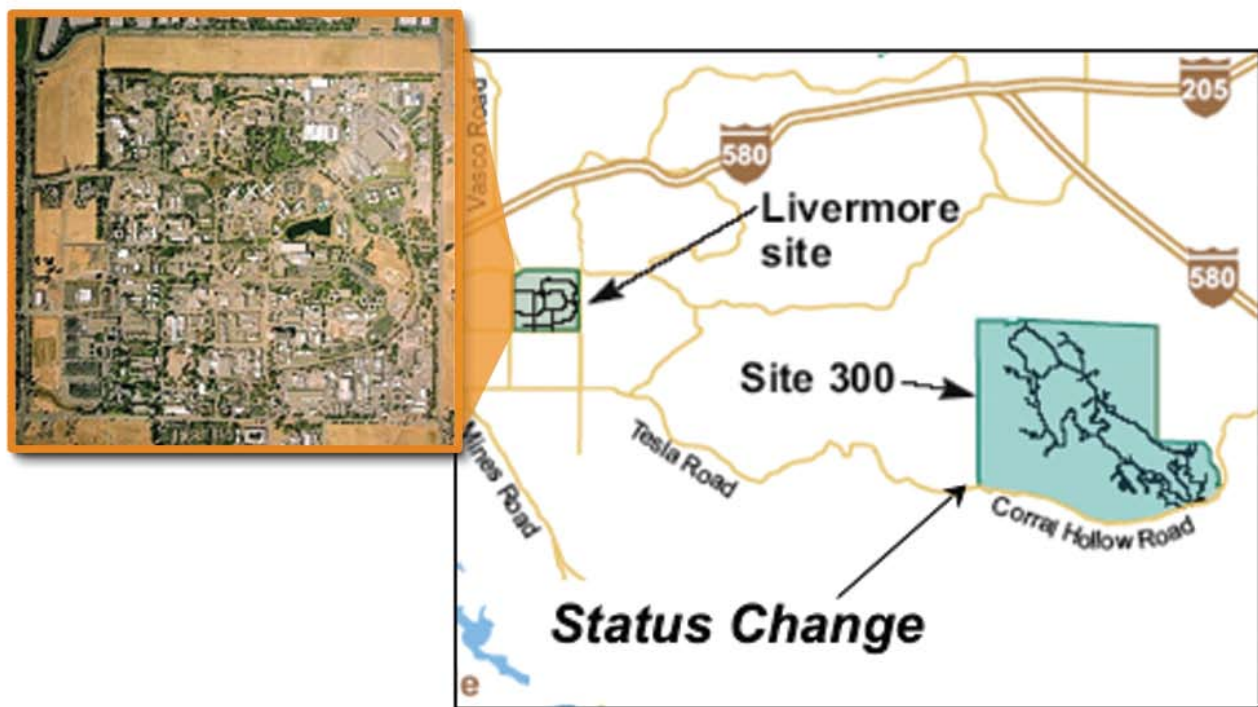 Vasco Road
205
580
Livermore
site
580
Site 300
Tesla Road
Mines Road
Corral Hollow Road
Status Change
e